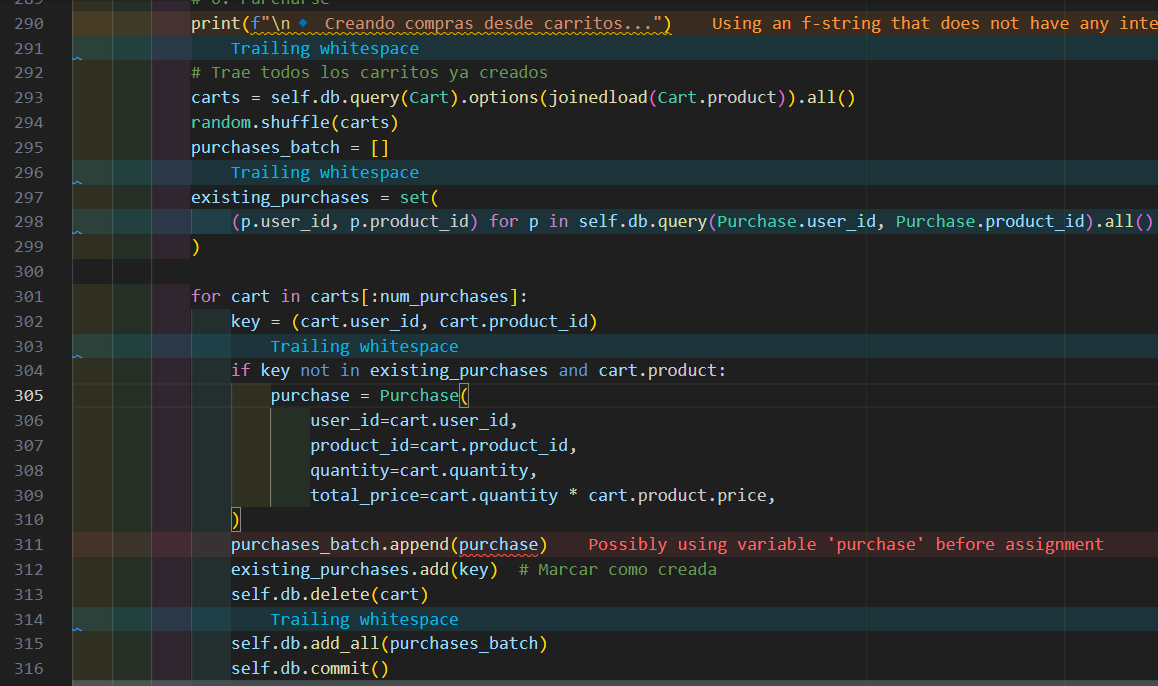 290 print(f"\n🔹 Creando compras desde carritos...") Using an f-string that does not have any inte
291 Trailing whitespace
292 # Trae todos los carritos ya creados
293 carts = self.db.query(Cart).options(joinedload(Cart.product)).all()
294 random.shuffle(carts)
295 purchases_batch = []
296 Trailing whitespace
297 existing_purchases = set(
298 (p.user_id, p.product_id) for p in self.db.query(Purchase.user_id, Purchase.product_id).all()
299 )
300
301 for cart in carts[:num_purchases]:
302 key = (cart.user_id, cart.product_id)
303 Trailing whitespace
304 if key not in existing_purchases and cart.product:
305 purchase = Purchase(
306 user_id=cart.user_id,
307 product_id=cart.product_id,
308 quantity=cart.quantity,
309 total_price=cart.quantity * cart.product.price,
310 )
311 purchases_batch.append(purchase) Possibly using variable 'purchase' before assignment
312 existing_purchases.add(key) # Marcar como creada
313 self.db.delete(cart)
314 Trailing whitespace
315 self.db.add_all(purchases_batch)
316 self.db.commit()